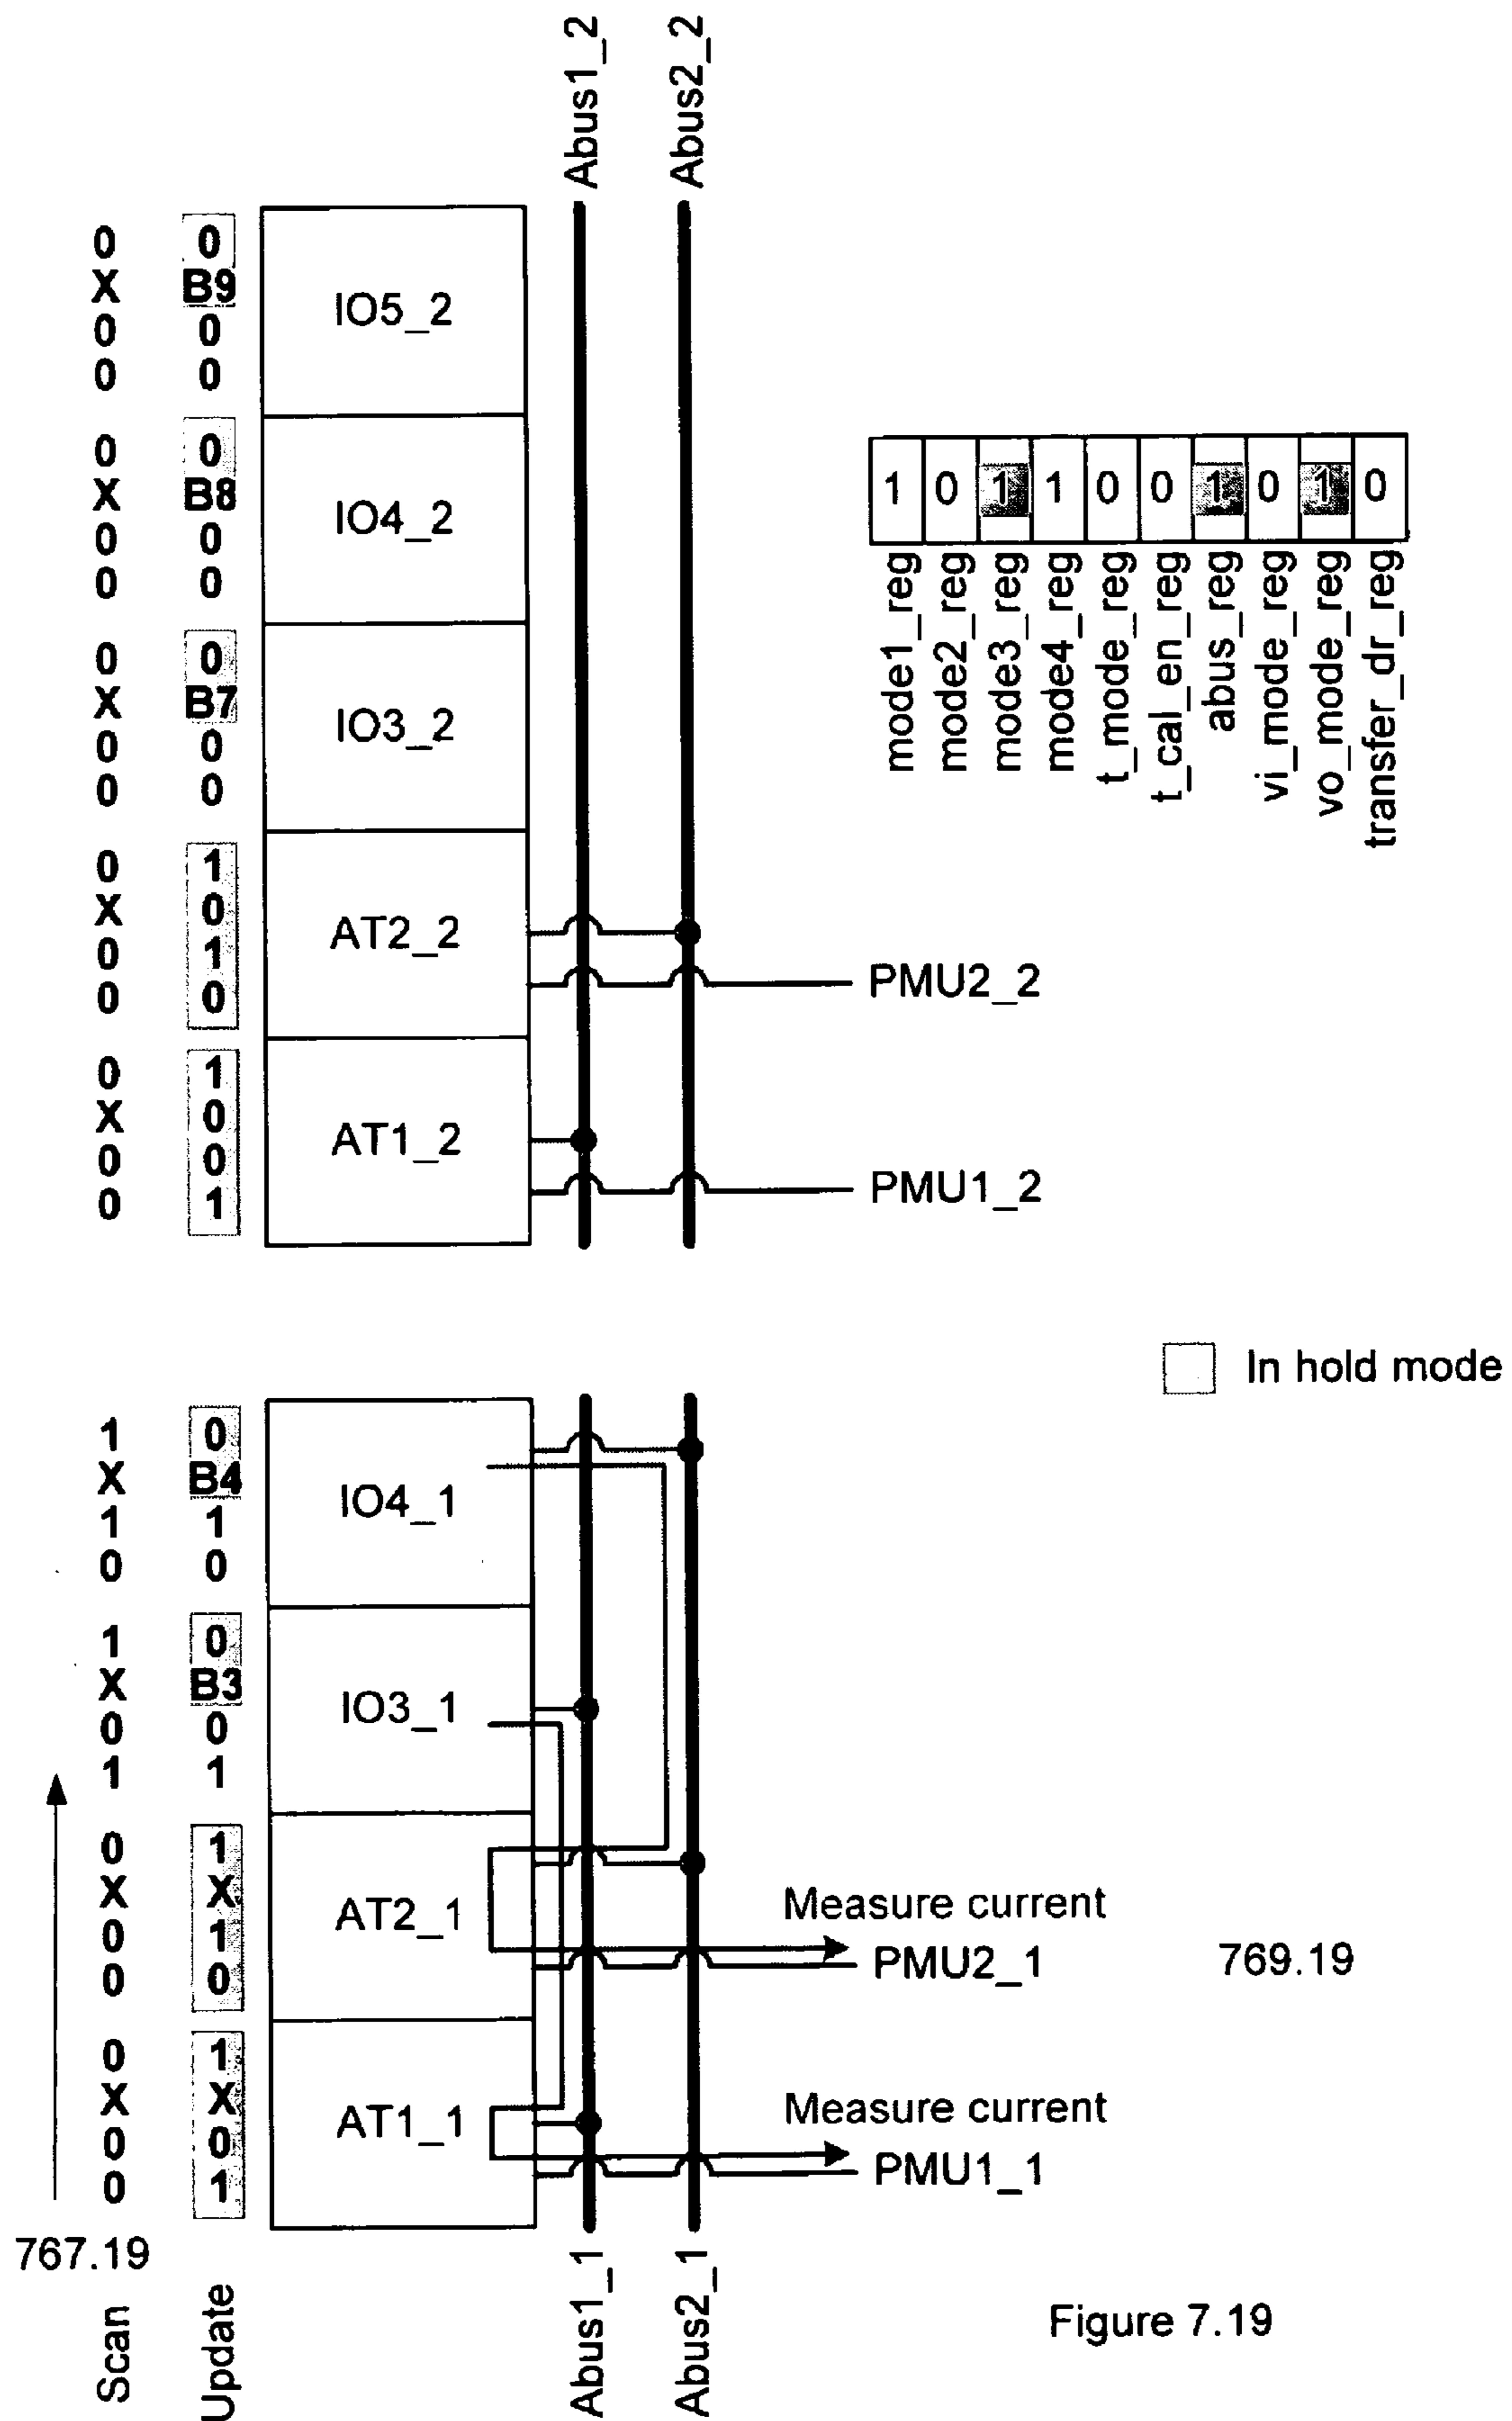 Abus1_2
Abus2_2
0 0
X B9
0 0
0 0
IO5_2
0 0
X B8
0 0
0 0
IO4_2
1 0 1 1 0 0 1 0 1 0
mode1_reg
mode2_reg
mode3_reg
mode4_reg
t_mode_reg
t_cal_en_reg
abus_reg
vi_mode_reg
vo_mode_reg
transfer_dr_reg
0 0
X B7
0 0
0 0
IO3_2
0 1
X 0
0 1
0 0
AT2_2
PMU2_2
0 1
X 0
0 0
0 1
AT1_2
PMU1_2
In hold mode
1 0
X B4
1 1
0 0
IO4_1
1 0
X B3
0 0
1 1
IO3_1
0 1
X X
0 1
0 0
AT2_1
Measure current
PMU2_1
769.19
0 1
X X
0 0
0 1
AT1_1
Measure current
PMU1_1
767.19
Scan
Update
Abus1_1
Abus2_1
Figure 7.19